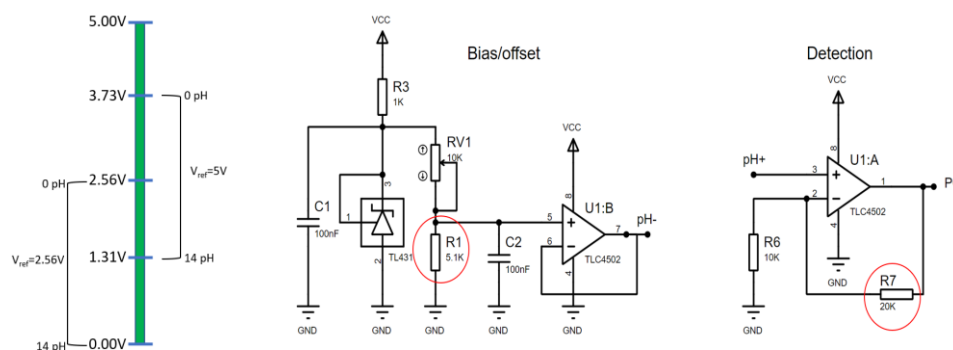 5.00V
3.73V
0 pH
Vref=5V
0 pH
2.56V
Vref=2.56V
1.31V
14 pH
14 pH
0.00V
Bias/offset
VCC
R3
1K
RV1
10K
3
1
2
TL431
C1
100nF
R1
5.1K
C2
100nF
VCC
8
5
6
7
4
U1:B
TLC4502
pH-
GND
GND
GND
GND
GND
Detection
VCC
8
pH+
3
2
1
4
U1:A
TLC4502
P
R6
10K
R7
20K
GND
GND